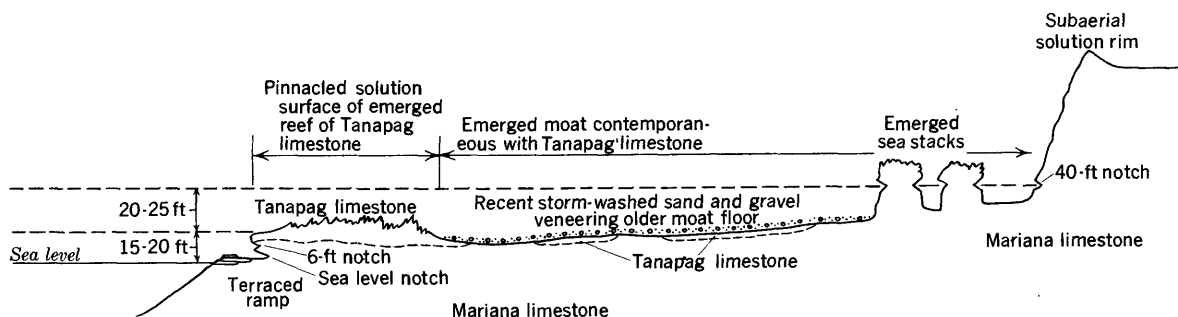 Subaerial
solution rim
Pinnacled solution
surface of emerged
reef of Tanapag
limestone
Emerged moat contemporan-
eous with Tanapag limestone
Emerged
sea stacks
40-ft notch
20-25 ft
Tanapag limestone
Recent storm-washed sand and gravel
veneering older moat floor
15-20 ft
Sea level
6-ft notch
Sea level notch
Tanapag limestone
Mariana limestone
Terraced
ramp
Mariana limestone